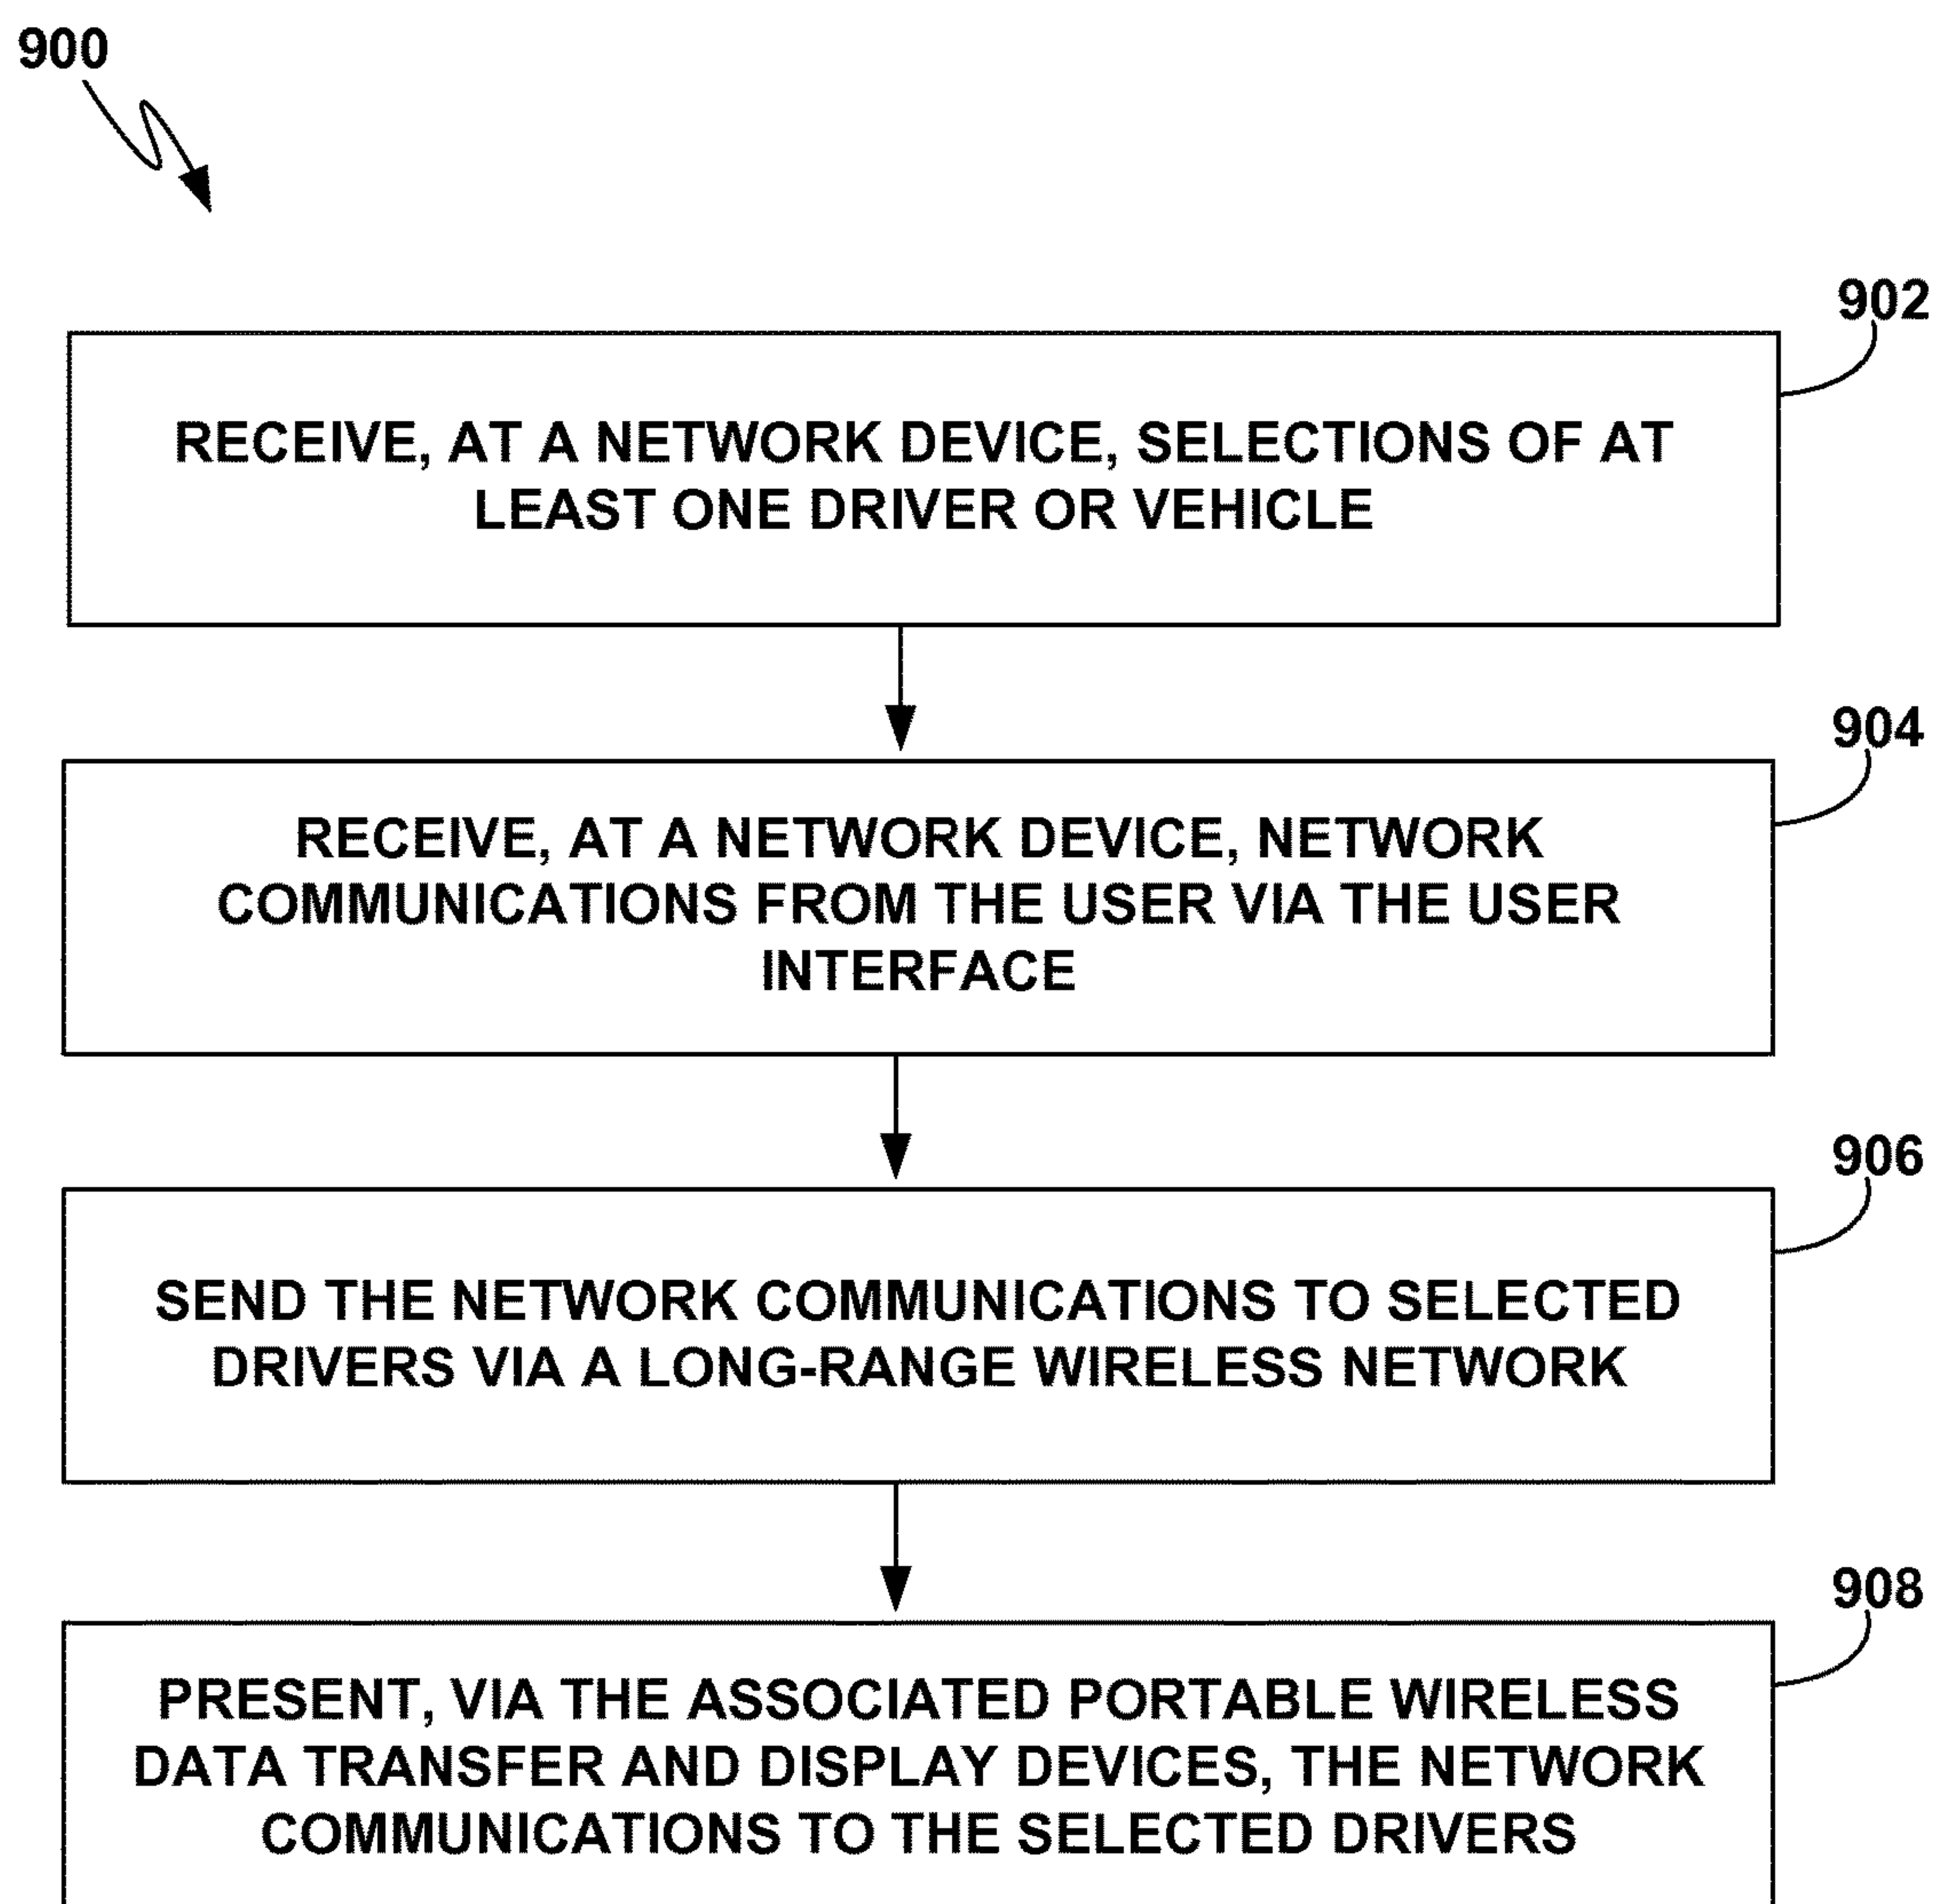 900
902
RECEIVE, AT A NETWORK DEVICE, SELECTIONS OF AT
LEAST ONE DRIVER OR VEHICLE
904
RECEIVE, AT A NETWORK DEVICE, NETWORK
COMMUNICATIONS FROM THE USER VIA THE USER
INTERFACE
906
SEND THE NETWORK COMMUNICATIONS TO SELECTED
DRIVERS VIA A LONG-RANGE WIRELESS NETWORK
908
PRESENT, VIA THE ASSOCIATED PORTABLE WIRELESS
DATA TRANSFER AND DISPLAY DEVICES, THE NETWORK
COMMUNICATIONS TO THE SELECTED DRIVERS